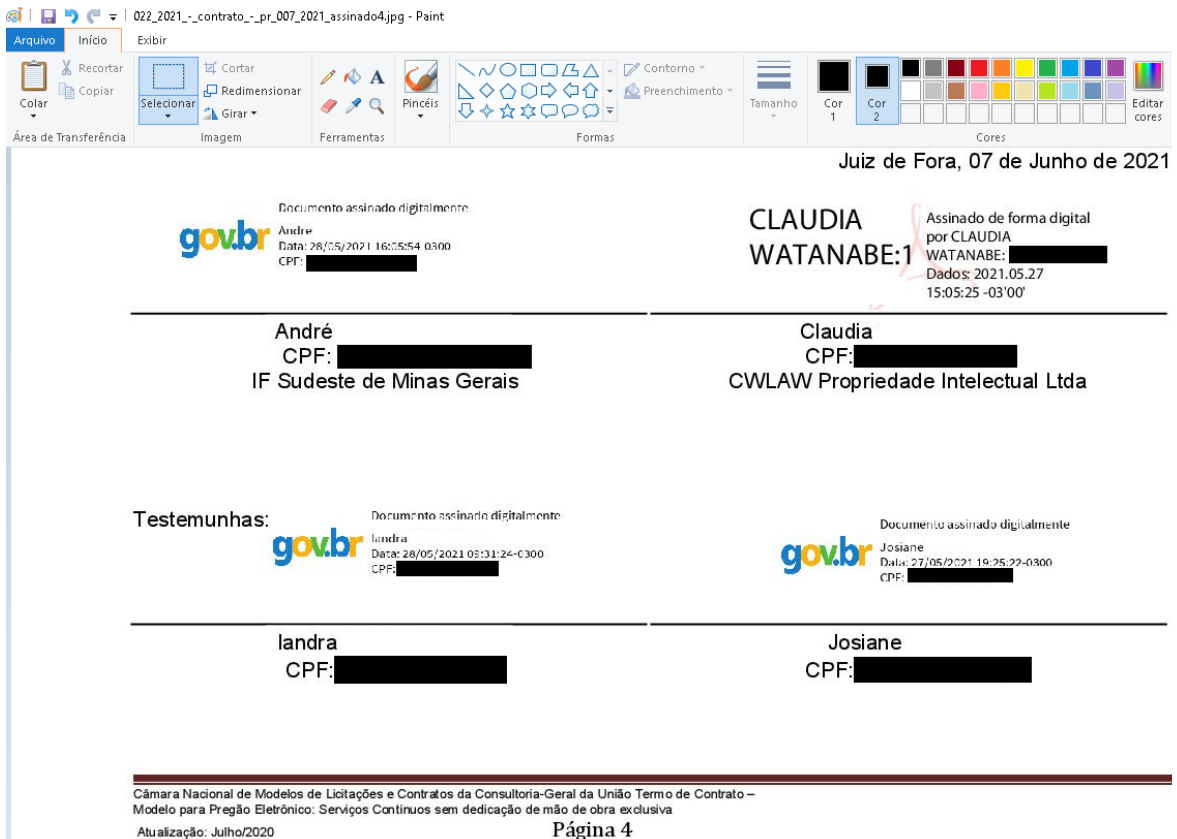 022_2021_-_contrato_-_pr_007_2021_assinado4.jpg - Paint
Arquivo Início Exibir
Colar
Recortar
Copiar
Área de Transferência
Selecionar
Cortar
Redimensionar
Girar
Imagem
A
Ferramentas
Pincéis
Formas
Contorno
Preenchimento
Tamanho
Cor 1
Cor 2
Cores
Editar cores
Juiz de Fora, 07 de Junho de 2021
gov.br
Documento assinado digitalmente
Andre
Data: 28/05/2021 16:05:54-0300
CPF:
CLAUDIA
WATANABE:1
Assinado de forma digital
por CLAUDIA
WATANABE:
Dados: 2021.05.27
15:05:25 -03'00'
André
CPF:
IF Sudeste de Minas Gerais
Claudia
CPF:
CWLAW Propriedade Intelectual Ltda
Testemunhas:
gov.br
Documento assinado digitalmente
Iandra
Data: 28/05/2021 09:31:24-0300
CPF:
gov.br
Documento assinado digitalmente
Josiane
Data: 27/05/2021 19:25:22-0300
CPF:
Iandra
CPF:
Josiane
CPF:
Câmara Nacional de Modelos de Licitações e Contratos da Consultoria-Geral da União Termo de Contrato –
Modelo para Pregão Eletrônico: Serviços Contínuos sem dedicação de mão de obra exclusiva
Atualização: Julho/2020
Página 4